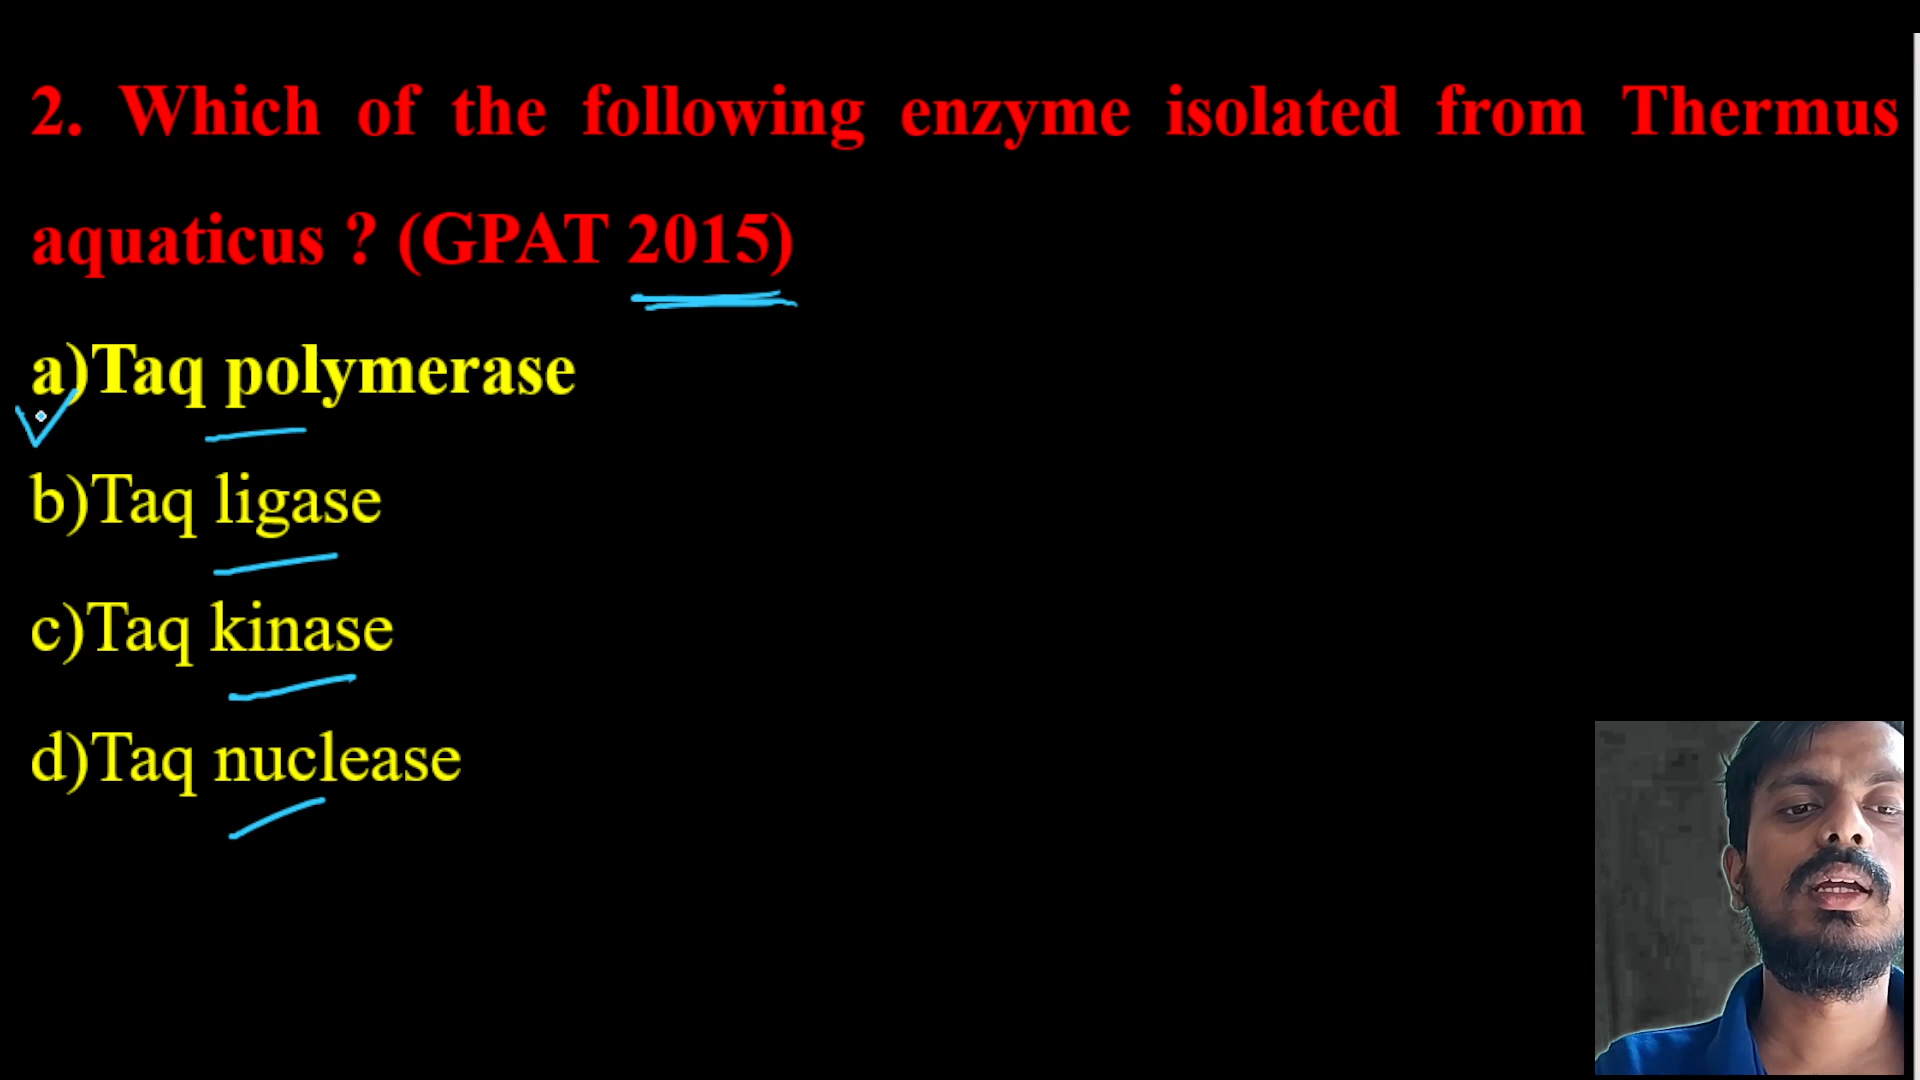 2. Which of the following enzyme isolated from Thermus
aquaticus ? (GPAT 2015)
a)Taq polymerase
b)Taq ligase
c)Taq kinase
d)Taq nuclease